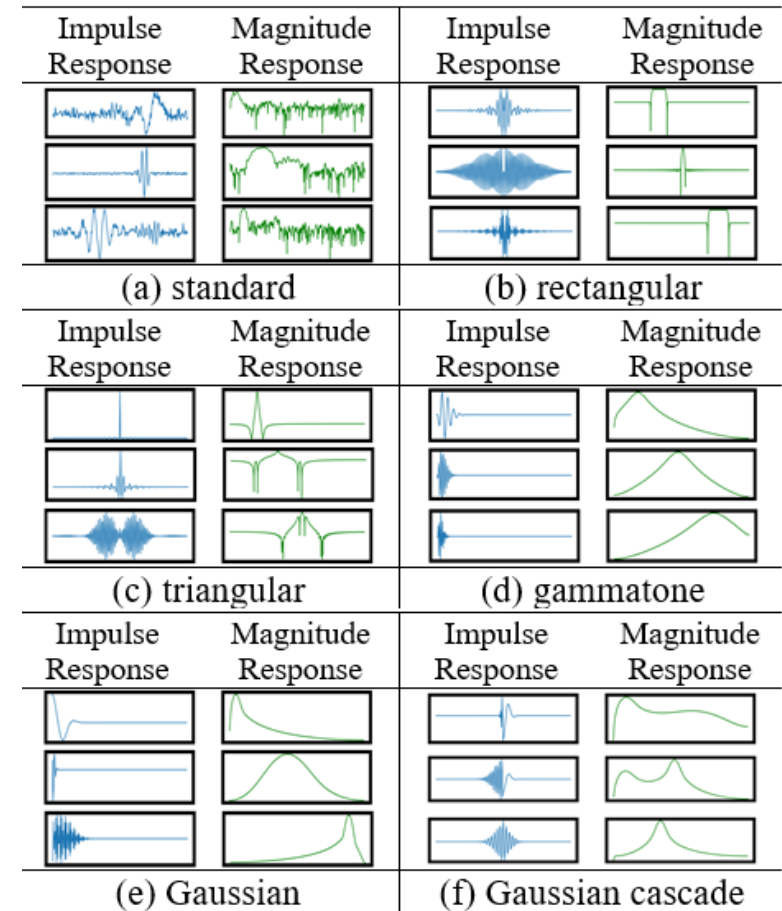 Impulse Response
Magnitude Response
Impulse Response
Magnitude Response
(a) standard
(b) rectangular
Impulse Response
Magnitude Response
Impulse Response
Magnitude Response
(c) triangular
(d) gammatone
Impulse Response
Magnitude Response
Impulse Response
Magnitude Response
(e) Gaussian
(f) Gaussian cascade